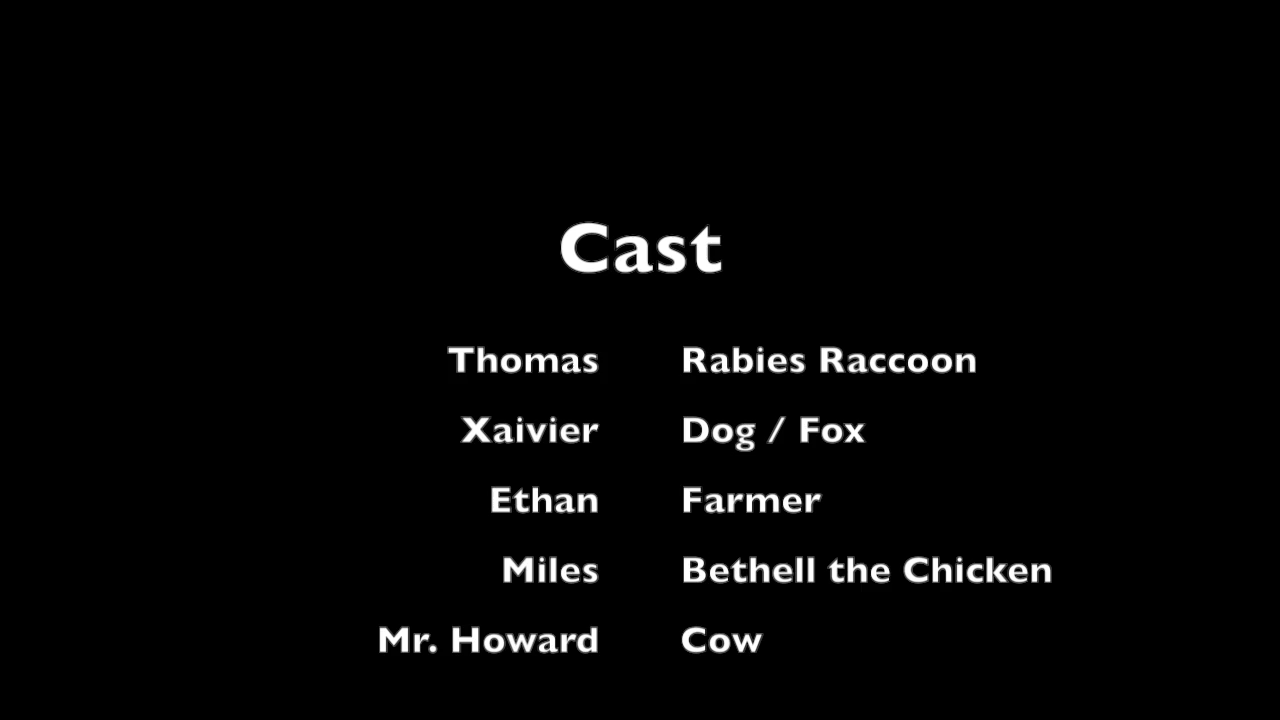 Cast
Thomas Rabies Raccoon
Xaivier Dog / Fox
Ethan Farmer
Miles Bethell the Chicken
Mr. Howard Cow